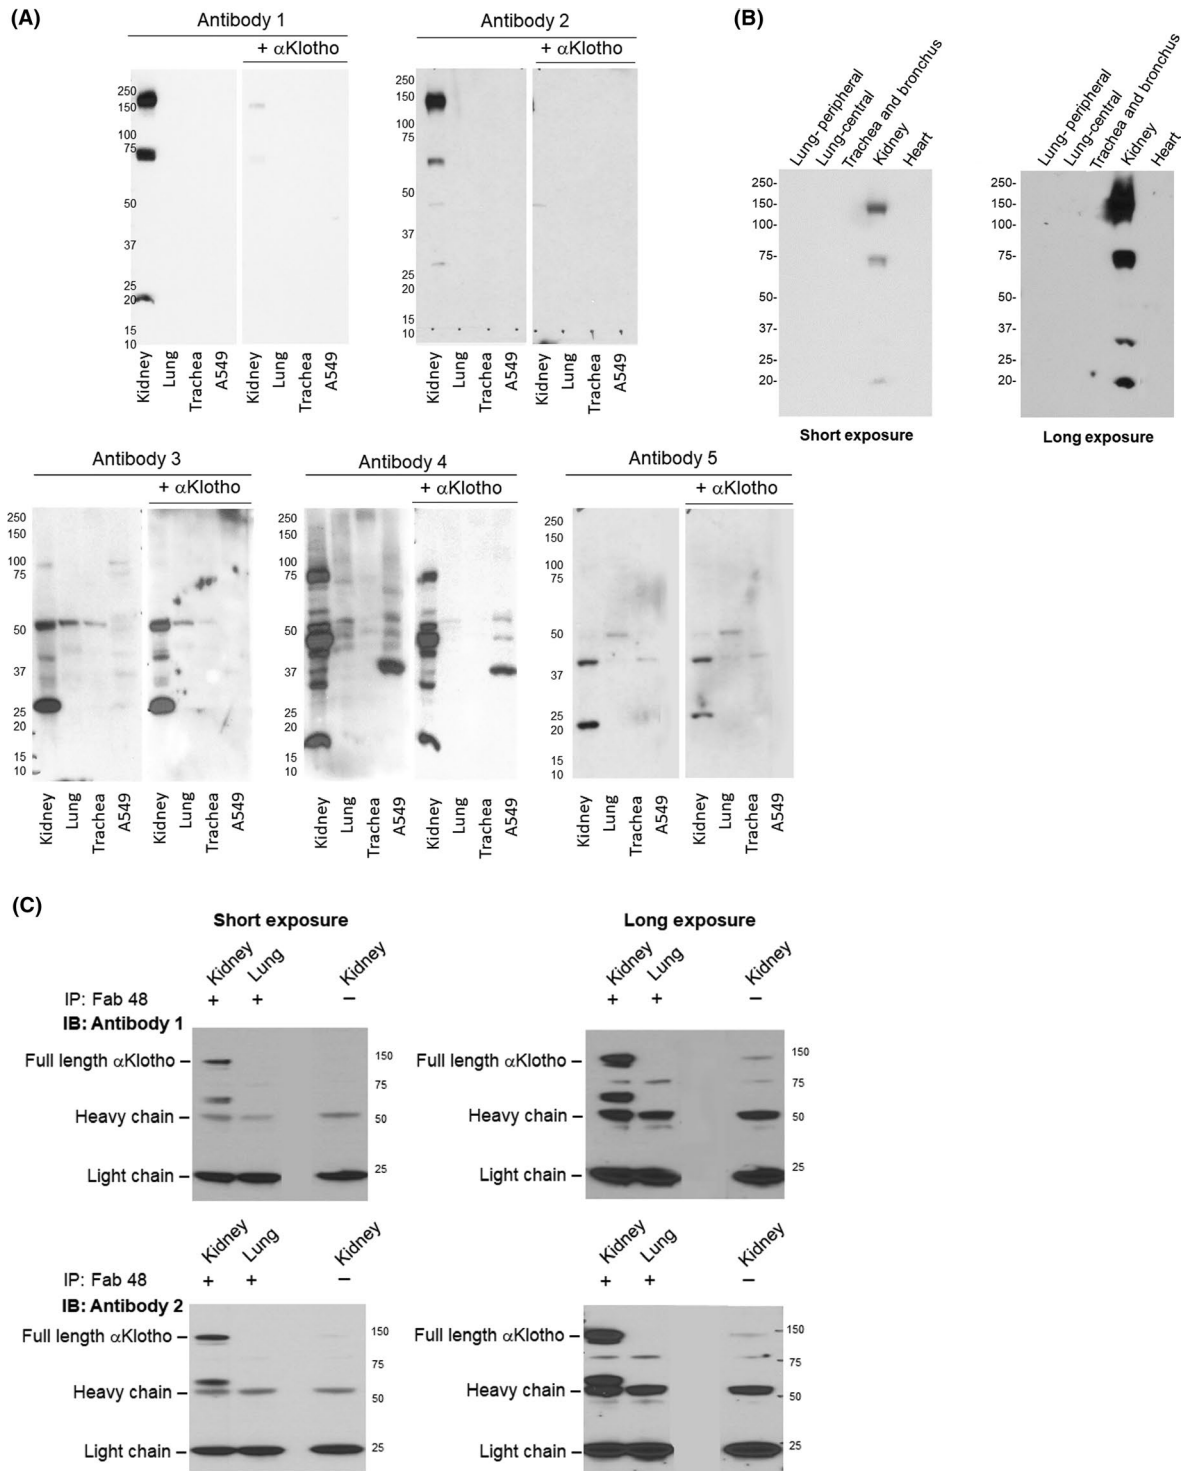 (A)
Antibody 1
+ αKlotho
250
150
100
75
50
37
25
20
15
10
Kidney
Lung
Trachea
A549
Kidney
Lung
Trachea
A549
Antibody 2
+ αKlotho
250
150
100
75
50
37
25
20
15
10
Kidney
Lung
Trachea
A549
Kidney
Lung
Trachea
A549
(B)
Lung- peripheral
Lung-central
Trachea and bronchus
Kidney
Heart
250-
150-
100-
75-
50-
37-
25-
20-
Short exposure
Lung- peripheral
Lung-central
Trachea and bronchus
Kidney
Heart
250-
150-
100-
75-
50-
37-
25-
20-
Long exposure
Antibody 3
+ αKlotho
250
150
100
75
50
37
25
20
15
10
Kidney
Lung
Trachea
A549
Kidney
Lung
Trachea
A549
Antibody 4
+ αKlotho
250
150
100
75
50
37
25
20
15
10
Kidney
Lung
Trachea
A549
Kidney
Lung
Trachea
A549
Antibody 5
+ αKlotho
250
150
100
75
50
37
25
20
15
10
Kidney
Lung
Trachea
A549
Kidney
Lung
Trachea
A549
(C)
Short exposure
Kidney
Lung
Kidney
IP: Fab 48 + + −
IB: Antibody 1
Full length αKlotho – 150
75
Heavy chain – 50
Light chain – 25
Long exposure
Kidney
Lung
Kidney
+ + −
Full length αKlotho – 150
75
Heavy chain – 50
Light chain – 25
Kidney
Lung
Kidney
IP: Fab 48 + + −
IB: Antibody 2
Full length αKlotho – 150
75
Heavy chain – 50
Light chain – 25
Kidney
Lung
Kidney
+ + −
Full length αKlotho – 150
75
Heavy chain – 50
Light chain – 25